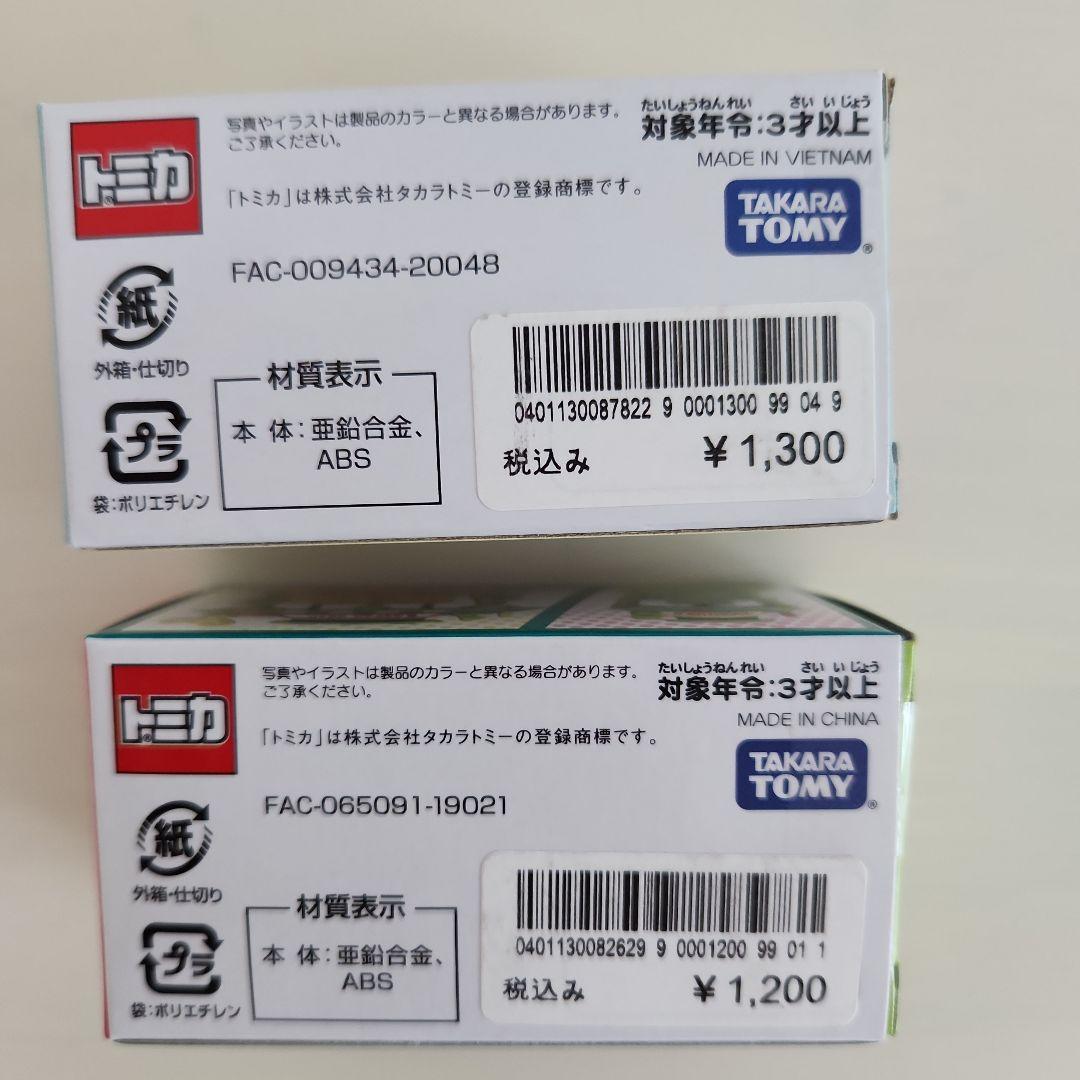 トミカ
写真やイラストは製品のカラーと異なる場合があります。
ご了承ください。
「トミカ」は株式会社タカラトミーの登録商標です。
たいしょうねんれい さい いじょう
対象年令:3才以上
MADE IN VIETNAM
TAKARA
TOMY®
FAC-009434-20048
紙
外箱・仕切り
プラ
袋:ポリエチレン
材質表示
本 体:亜鉛合金、
ABS
0401130087822 9 0001300 99 04 9
税込み ¥1,300
トミカ
写真やイラストは製品のカラーと異なる場合があります。
ご了承ください。
「トミカ」は株式会社タカラトミーの登録商標です。
たいしょうねんれい さい いじょう
対象年令:3才以上
MADE IN CHINA
TAKARA
TOMY®
FAC-065091-19021
紙
外箱・仕切り
プラ
袋:ポリエチレン
材質表示
本 体:亜鉛合金、
ABS
0401130082629 9 0001200 99 01 1
税込み ¥1,200